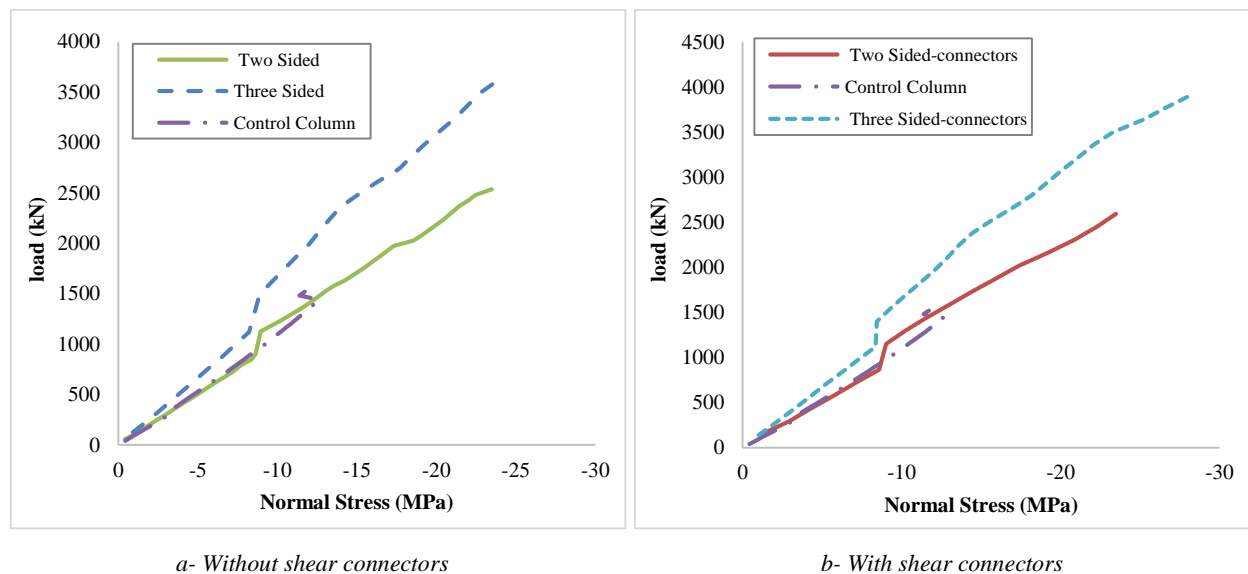 4000
3500
3000
2500
2000
1500
1000
500
0
load (kN)
Two Sided
Three Sided
Control Column
0 -5 -10 -15 -20 -25 -30
Normal Stress (MPa)
a- Without shear connectors
4500
4000
3500
3000
2500
2000
1500
1000
500
0
load (kN)
Two Sided-connectors
Control Column
Three Sided-connectors
0 -10 -20 -30
Normal Stress (MPa)
b- With shear connectors